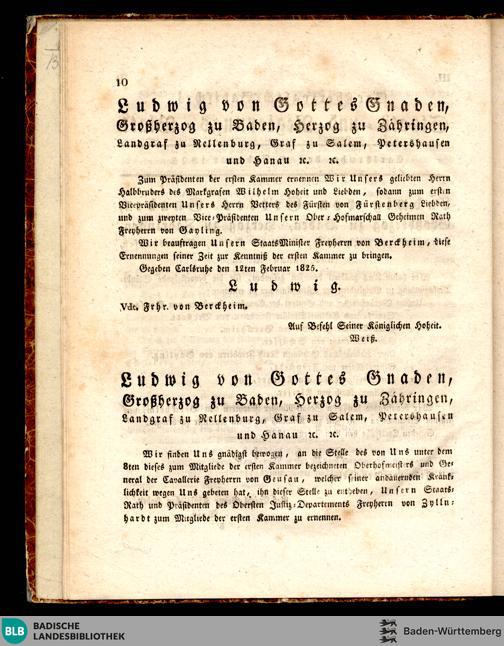 10
Ludwig von Gottes Gnaden,
Großherzog zu Baden, Herzog zu Zähringen,
Landgraf zu Nellenburg, Graf zu Salem, Petershausen
und Hanau ꝛc. ꝛc.
Zum Präsidenten der ersten Kammer ernennen Wir Unsers geliebten Herrn
Halbbruders des Markgrafen Wilhelm Hoheit und Liebden, sodann zum ersten
Vicepräsidenten Unsers Herrn Vetters des Fürsten von Fürstenberg Liebden,
und zum zweyten Vice-Präsidenten Unsern Ober-Hofmarschall Geheimen Rath
Freyherrn von Gayling.
Wir beauftragen Unsern StaatsMinister Freyherrn von Berckheim, diese
Ernennungen seiner Zeit zur Kenntniß der ersten Kammer zu bringen.
Gegeben Carlsruhe den 12ten Februar 1825.
Ludwig.
Vdt. Frhr. von Berckheim.
Auf Befehl Seiner Königlichen Hoheit.
Weiß.
Ludwig von Gottes Gnaden,
Großherzog zu Baden, Herzog zu Zähringen,
Landgraf zu Nellenburg, Graf zu Salem, Petershausen
und Hanau ꝛc. ꝛc.
Wir finden Uns gnädigst bewogen, an die Stelle des von Uns unter dem
8ten dieses zum Mitgliede der ersten Kammer bezeichneten Oberhofmeisters und Ge-
neral der Cavallerie Freyherrn von Geusau, welcher seiner andauernden Kränk-
lichkeit wegen Uns gebeten hat, ihn dieser Stelle zu entheben, Unsern Staats-
Rath und Präsidenten des Obersten Justiz-Departements Freyherrn von Zylln-
hardt zum Mitgliede der ersten Kammer zu ernennen.
BLB BADISCHE
LANDESBIBLIOTHEK
Baden-Württemberg